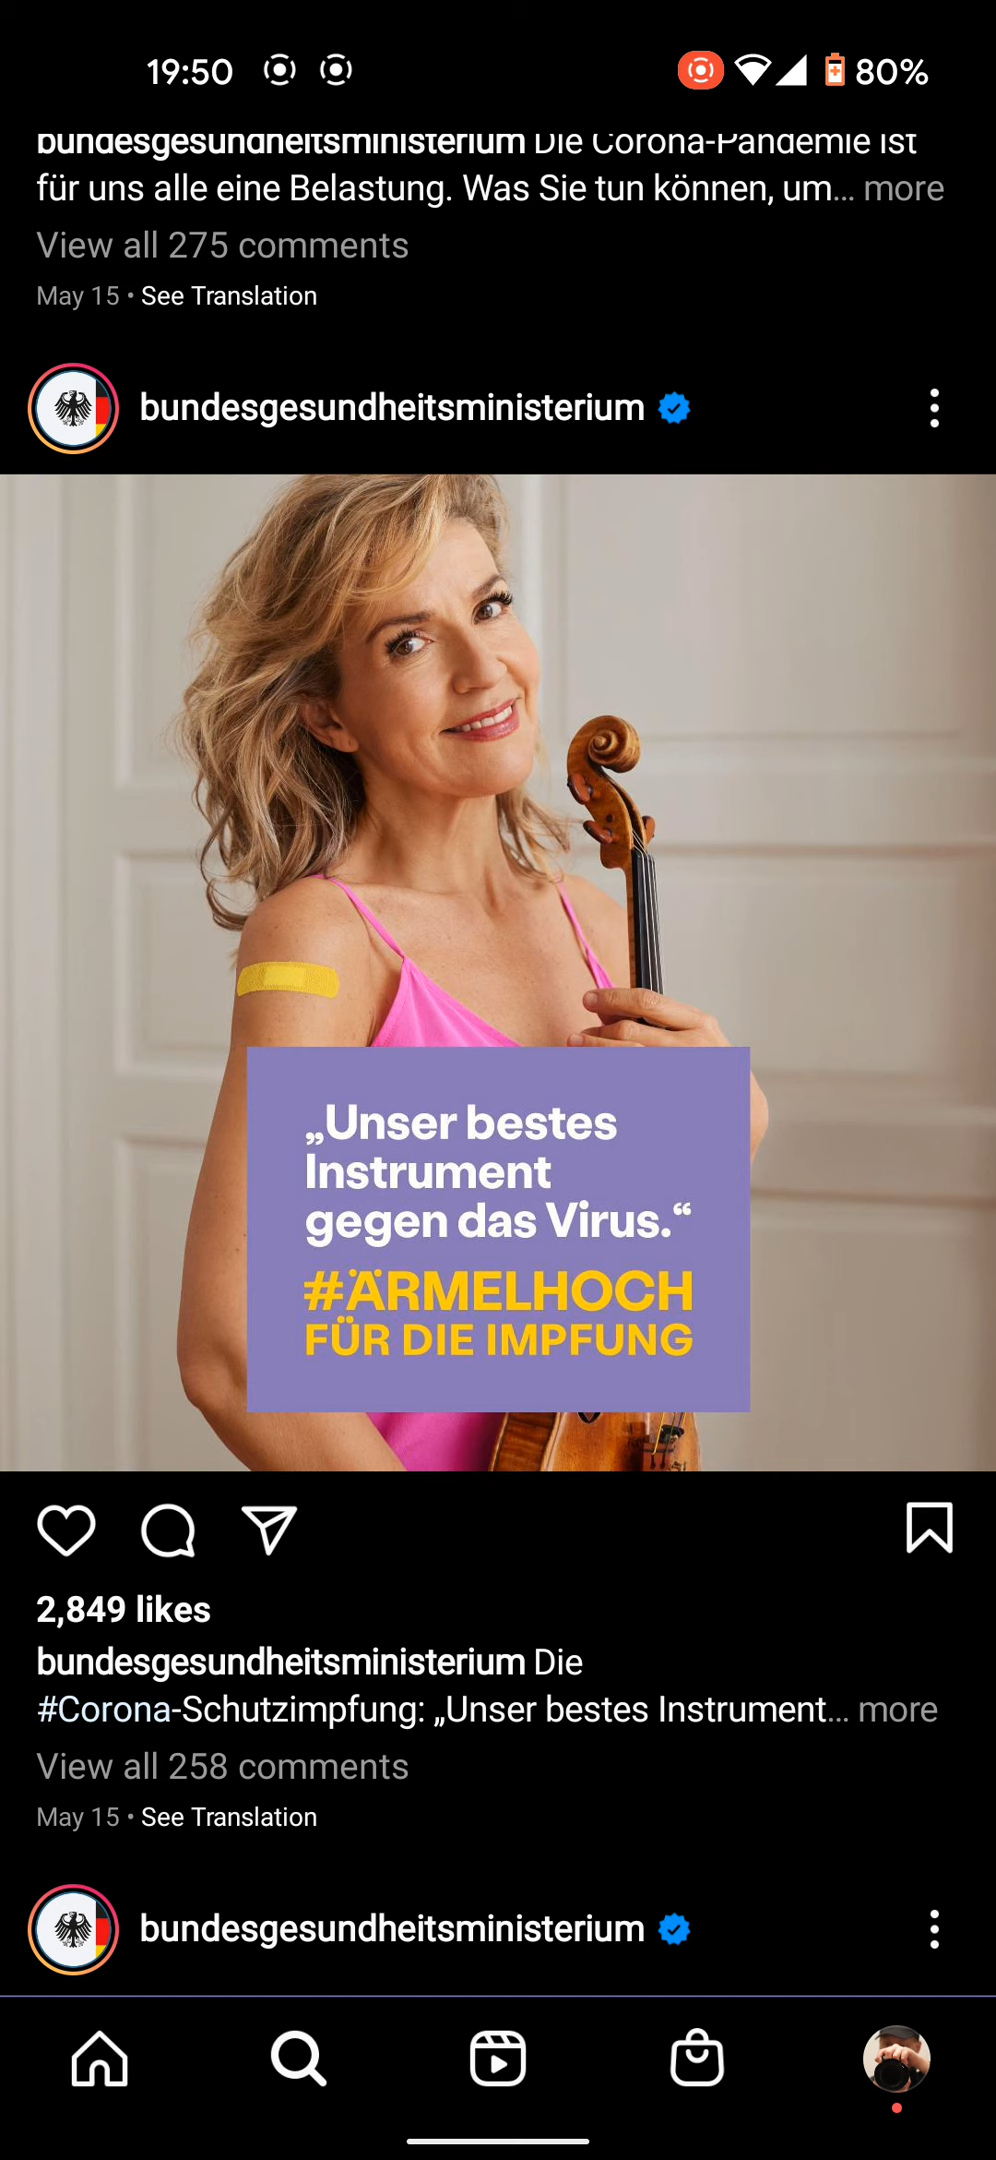 19:50
80%
bundesgesundheitsministerium Die Corona-Pandemie ist
für uns alle eine Belastung. Was Sie tun können, um... more
View all 275 comments
May 15 • See Translation
bundesgesundheitsministerium
„Unser bestes
Instrument
gegen das Virus.“
#ÄRMELHOCH
FÜR DIE IMPFUNG
2,849 likes
bundesgesundheitsministerium Die
#Corona-Schutzimpfung: „Unser bestes Instrument... more
View all 258 comments
May 15 • See Translation
bundesgesundheitsministerium